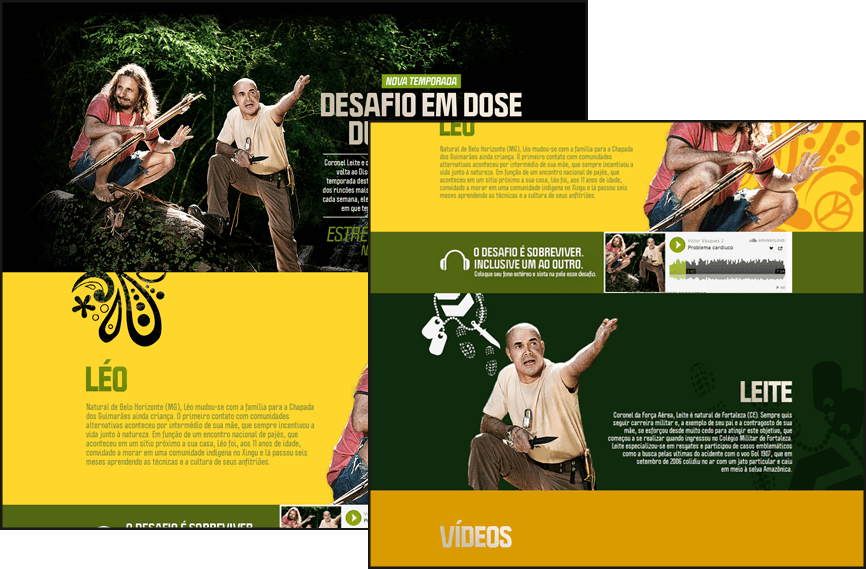 NOVA TEMPORADA
DESAFIO EM DOSE
DU
Coronel Leite e
volta ao Dis
temporada dest
dos rincões mais
cada semana, ele
em que te
ESTRÉ
N
LÉO
Natural de Belo Horizonte (MG), Léo mudou-se com a família para a Chapada
dos Guimarães ainda criança. O primeiro contato com comunidades
alternativas aconteceu por intermédio de sua mãe, que sempre incentivou a
vida junto à natureza. Em função de um encontro nacional de pajés, que
aconteceu em um sítio próximo a sua casa, Léo foi, aos 11 anos de idade,
convidado a morar em uma comunidade indígena no Xingu e lá passou seis
meses aprendendo as técnicas e a cultura de seus anfitriões.
O DESAFIO É SOBREVIVER.
LÉO
Natural de Belo Horizonte (MG), Léo mudou-se com a família para a Chapada
dos Guimarães ainda criança. O primeiro contato com comunidades
alternativas aconteceu por intermédio de sua mãe, que sempre incentivou a
vida junto à natureza. Em função de um encontro nacional de pajés, que
aconteceu em um sítio próximo a sua casa, Léo foi, aos 11 anos de idade,
convidado a morar em uma comunidade indígena no Xingu e lá passou seis
meses aprendendo as técnicas e a cultura de seus anfitriões.
O DESAFIO É SOBREVIVER.
INCLUSIVE UM AO OUTRO.
Coloque seu fone estéreo e sinta na pele esse desafio.
Victor Vásques 2
Problema cardíuco
SOUNDCLOUD
LEITE
Coronel da Força Aérea, Leite é natural de Fortaleza (CE). Sempre quis
seguir carreira militar e, a exemplo de seu pai e a contragosto de sua
mãe, se esforçou desde muito cedo para atingir este objetivo, que
começou a se realizar quando ingressou no Colégio Militar de Fortaleza.
Leite especializou-se em resgates e participou de casos emblemáticos
como a busca pelas vítimas do acidente com o voo Gol 1907, que em
setembro de 2006 colidiu no ar com um jato particular e caiu
em meio à selva Amazônica.
VÍDEOS